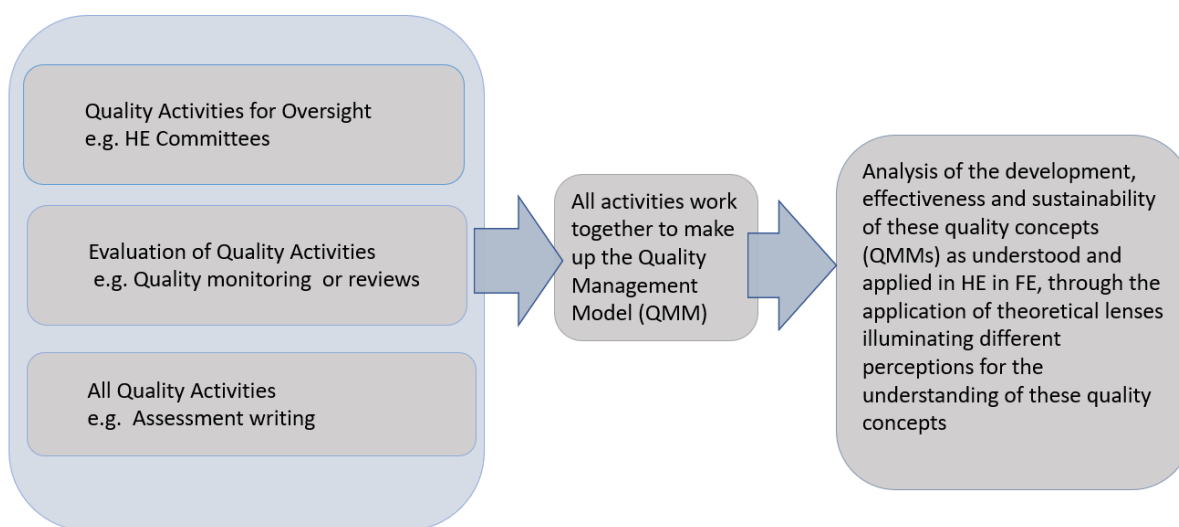 Quality Activities for Oversight
e.g. HE Committees
Evaluation of Quality Activities
e.g. Quality monitoring or reviews
All Quality Activities
e.g. Assessment writing
All activities work
together to make
up the Quality
Management
Model (QMM)
Analysis of the development,
effectiveness and sustainability
of these quality concepts
(QMMs) as understood and
applied in HE in FE, through the
application of theoretical lenses
illuminating different
perceptions for the
understanding of these quality
concepts